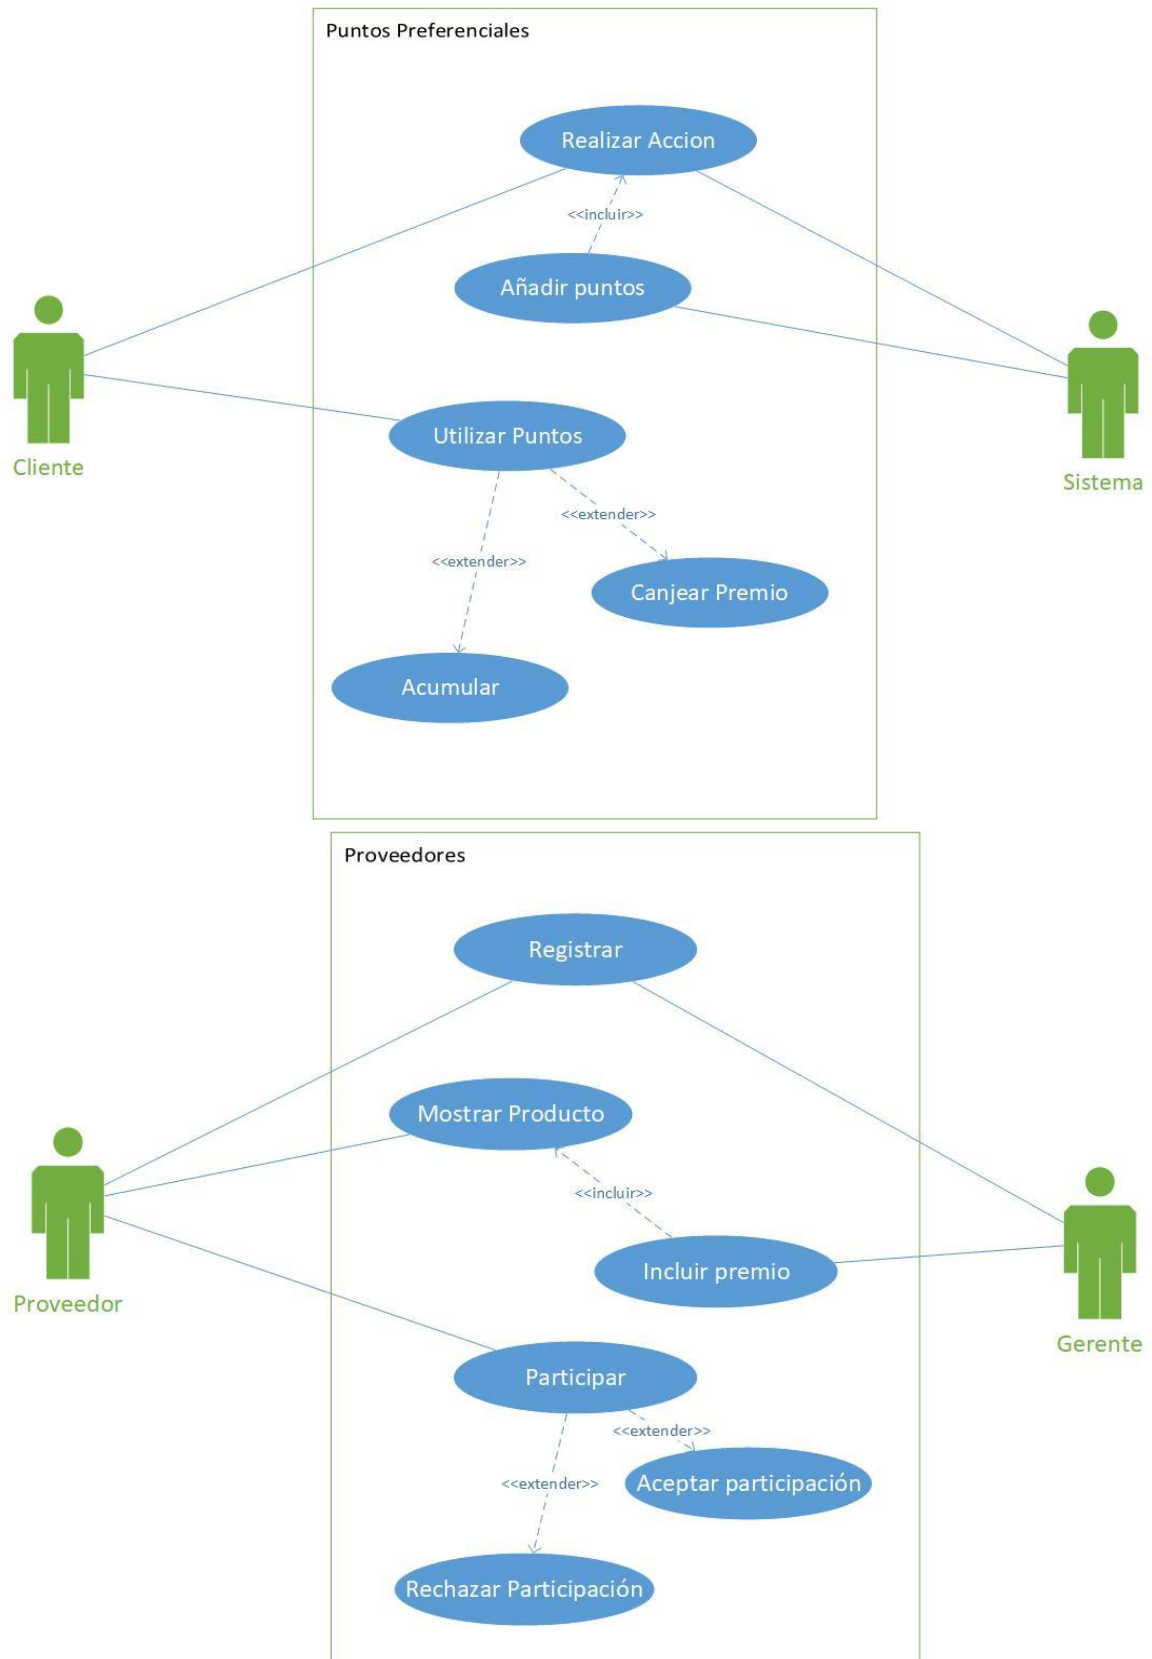 Puntos Preferenciales
Realizar Accion
<<incluir>>
Añadir puntos
Utilizar Puntos
Cliente
Sistema
<<extender>>
<<extender>>
Canjear Premio
Acumular
Proveedores
Registrar
Mostrar Producto
<<incluir>>
Incluir premio
Proveedor
Gerente
Participar
<<extender>>
<<extender>>
Aceptar participación
Rechazar Participación